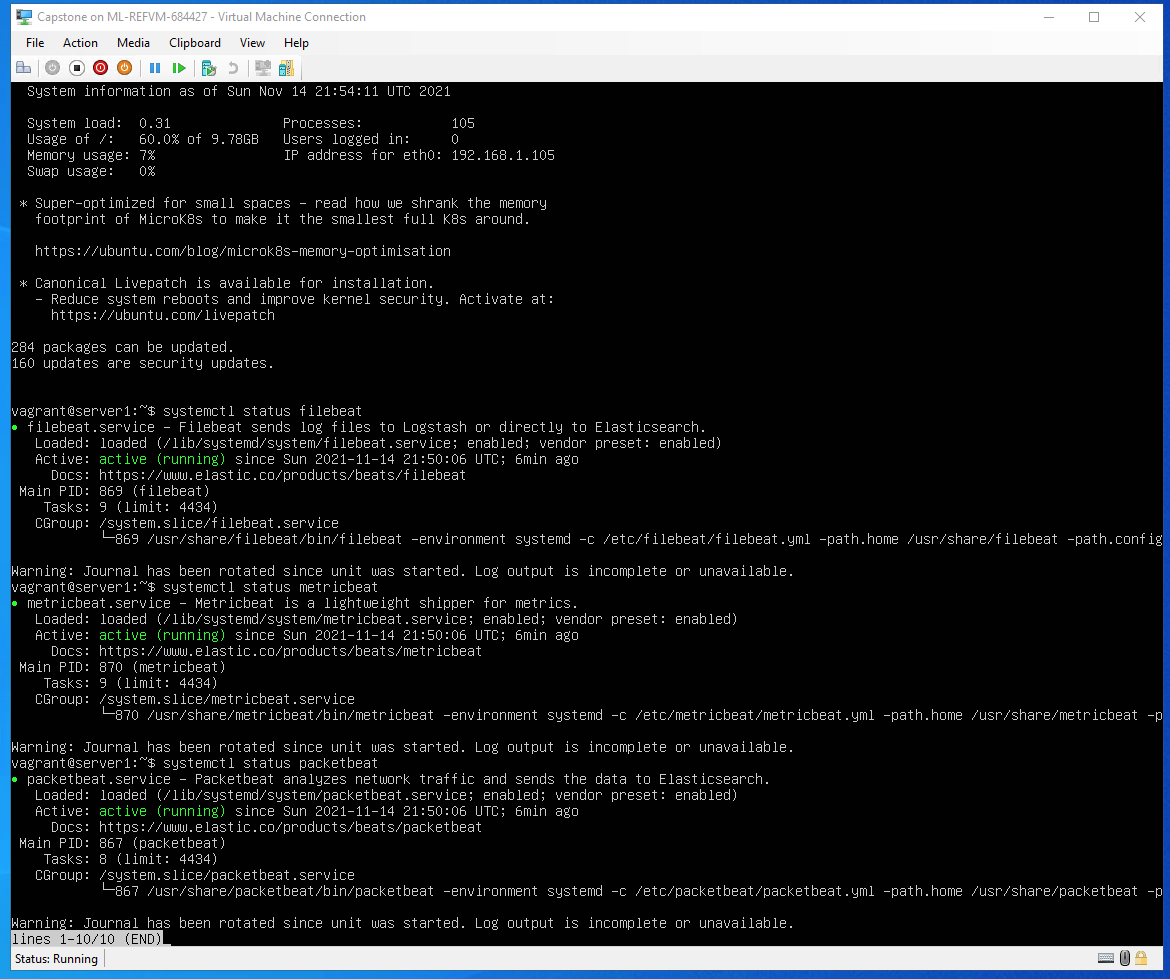 Capstone on ML-REFVM-684427 - Virtual Machine Connection
File Action Media Clipboard View Help
System information as of Sun Nov 14 21:54:11 UTC 2021
System load: 0.31 Processes: 105
Usage of /: 60.0% of 9.78GB Users logged in: 0
Memory usage: 7% IP address for eth0: 192.168.1.105
Swap usage: 0%
* Super-optimized for small spaces - read how we shrank the memory
footprint of MicroK8s to make it the smallest full K8s around.
https://ubuntu.com/blog/microk8s-memory-optimisation
* Canonical Livepatch is available for installation.
- Reduce system reboots and improve kernel security. Activate at:
https://ubuntu.com/livepatch
284 packages can be updated.
160 updates are security updates.
vagrant@server1:~$ systemctl status filebeat
● filebeat.service - Filebeat sends log files to Logstash or directly to Elasticsearch.
Loaded: loaded (/lib/systemd/system/filebeat.service; enabled; vendor preset: enabled)
Active: active (running) since Sun 2021-11-14 21:50:06 UTC; 6min ago
Docs: https://www.elastic.co/products/beats/filebeat
Main PID: 869 (filebeat)
Tasks: 9 (limit: 4434)
CGroup: /system.slice/filebeat.service
└─869 /usr/share/filebeat/bin/filebeat -environment systemd -c /etc/filebeat/filebeat.yml -path.home /usr/share/filebeat -path.config
Warning: Journal has been rotated since unit was started. Log output is incomplete or unavailable.
vagrant@server1:~$ systemctl status metricbeat
● metricbeat.service - Metricbeat is a lightweight shipper for metrics.
Loaded: loaded (/lib/systemd/system/metricbeat.service; enabled; vendor preset: enabled)
Active: active (running) since Sun 2021-11-14 21:50:06 UTC; 6min ago
Docs: https://www.elastic.co/products/beats/metricbeat
Main PID: 870 (metricbeat)
Tasks: 9 (limit: 4434)
CGroup: /system.slice/metricbeat.service
└─870 /usr/share/metricbeat/bin/metricbeat -environment systemd -c /etc/metricbeat/metricbeat.yml -path.home /usr/share/metricbeat -p
Warning: Journal has been rotated since unit was started. Log output is incomplete or unavailable.
vagrant@server1:~$ systemctl status packetbeat
● packetbeat.service - Packetbeat analyzes network traffic and sends the data to Elasticsearch.
Loaded: loaded (/lib/systemd/system/packetbeat.service; enabled; vendor preset: enabled)
Active: active (running) since Sun 2021-11-14 21:50:06 UTC; 6min ago
Docs: https://www.elastic.co/products/beats/packetbeat
Main PID: 867 (packetbeat)
Tasks: 8 (limit: 4434)
CGroup: /system.slice/packetbeat.service
└─867 /usr/share/packetbeat/bin/packetbeat -environment systemd -c /etc/packetbeat/packetbeat.yml -path.home /usr/share/packetbeat -p
Warning: Journal has been rotated since unit was started. Log output is incomplete or unavailable.
lines 1-10/10 (END)
Status: Running